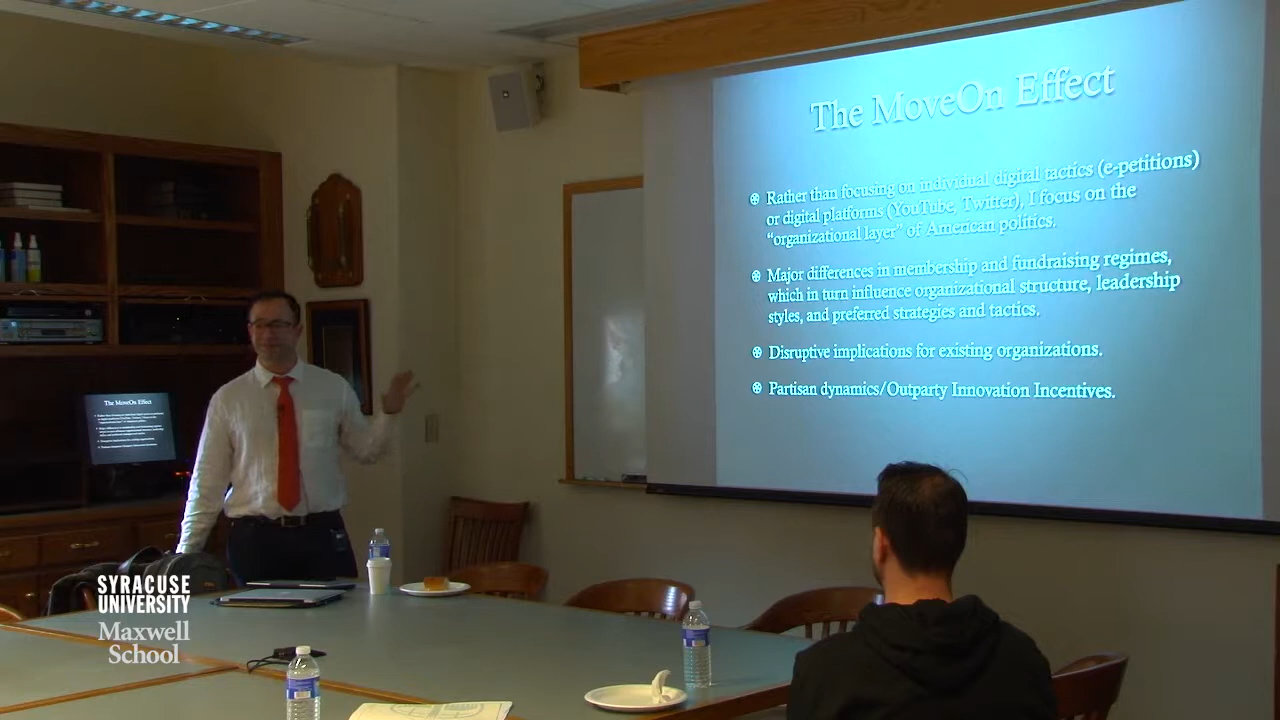 The MoveOn Effect
Rather than focusing on individual digital tactics (e-petitions)
or digital platforms (YouTube, Twitter), I focus on the
“organizational layer” of American politics.
Major differences in membership and fundraising regimes,
which in turn influence organizational structure, leadership
styles, and preferred strategies and tactics.
Disruptive implications for existing organizations.
Partisan dynamics/Outparty Innovation Incentives.
The MoveOn Effect
SYRACUSE
UNIVERSITY
Maxwell
School